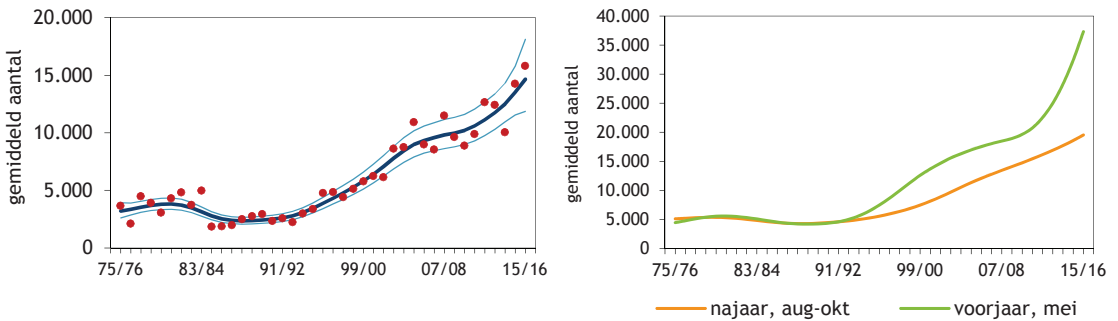 gemiddeld aantal
20.000
15.000
10.000
5.000
0
75/76 83/84 91/92 99/00 07/08 15/16
gemiddeld aantal
40.000
35.000
30.000
25.000
20.000
15.000
10.000
5.000
0
75/76 83/84 91/92 99/00 07/08 15/16
najaar, aug-okt voorjaar, mei